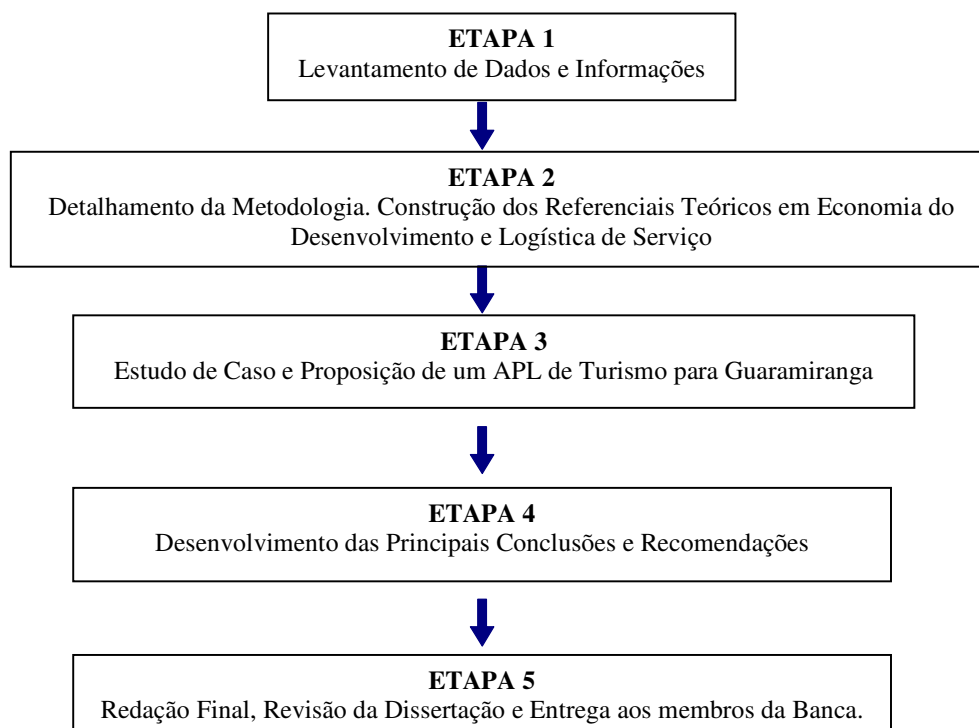 ETAPA 1
Levantamento de Dados e Informações
ETAPA 2
Detalhamento da Metodologia. Construção dos Referenciais Teóricos em Economia do
Desenvolvimento e Logística de Serviço
ETAPA 3
Estudo de Caso e Proposição de um APL de Turismo para Guaramiranga
ETAPA 4
Desenvolvimento das Principais Conclusões e Recomendações
ETAPA 5
Redação Final, Revisão da Dissertação e Entrega aos membros da Banca.